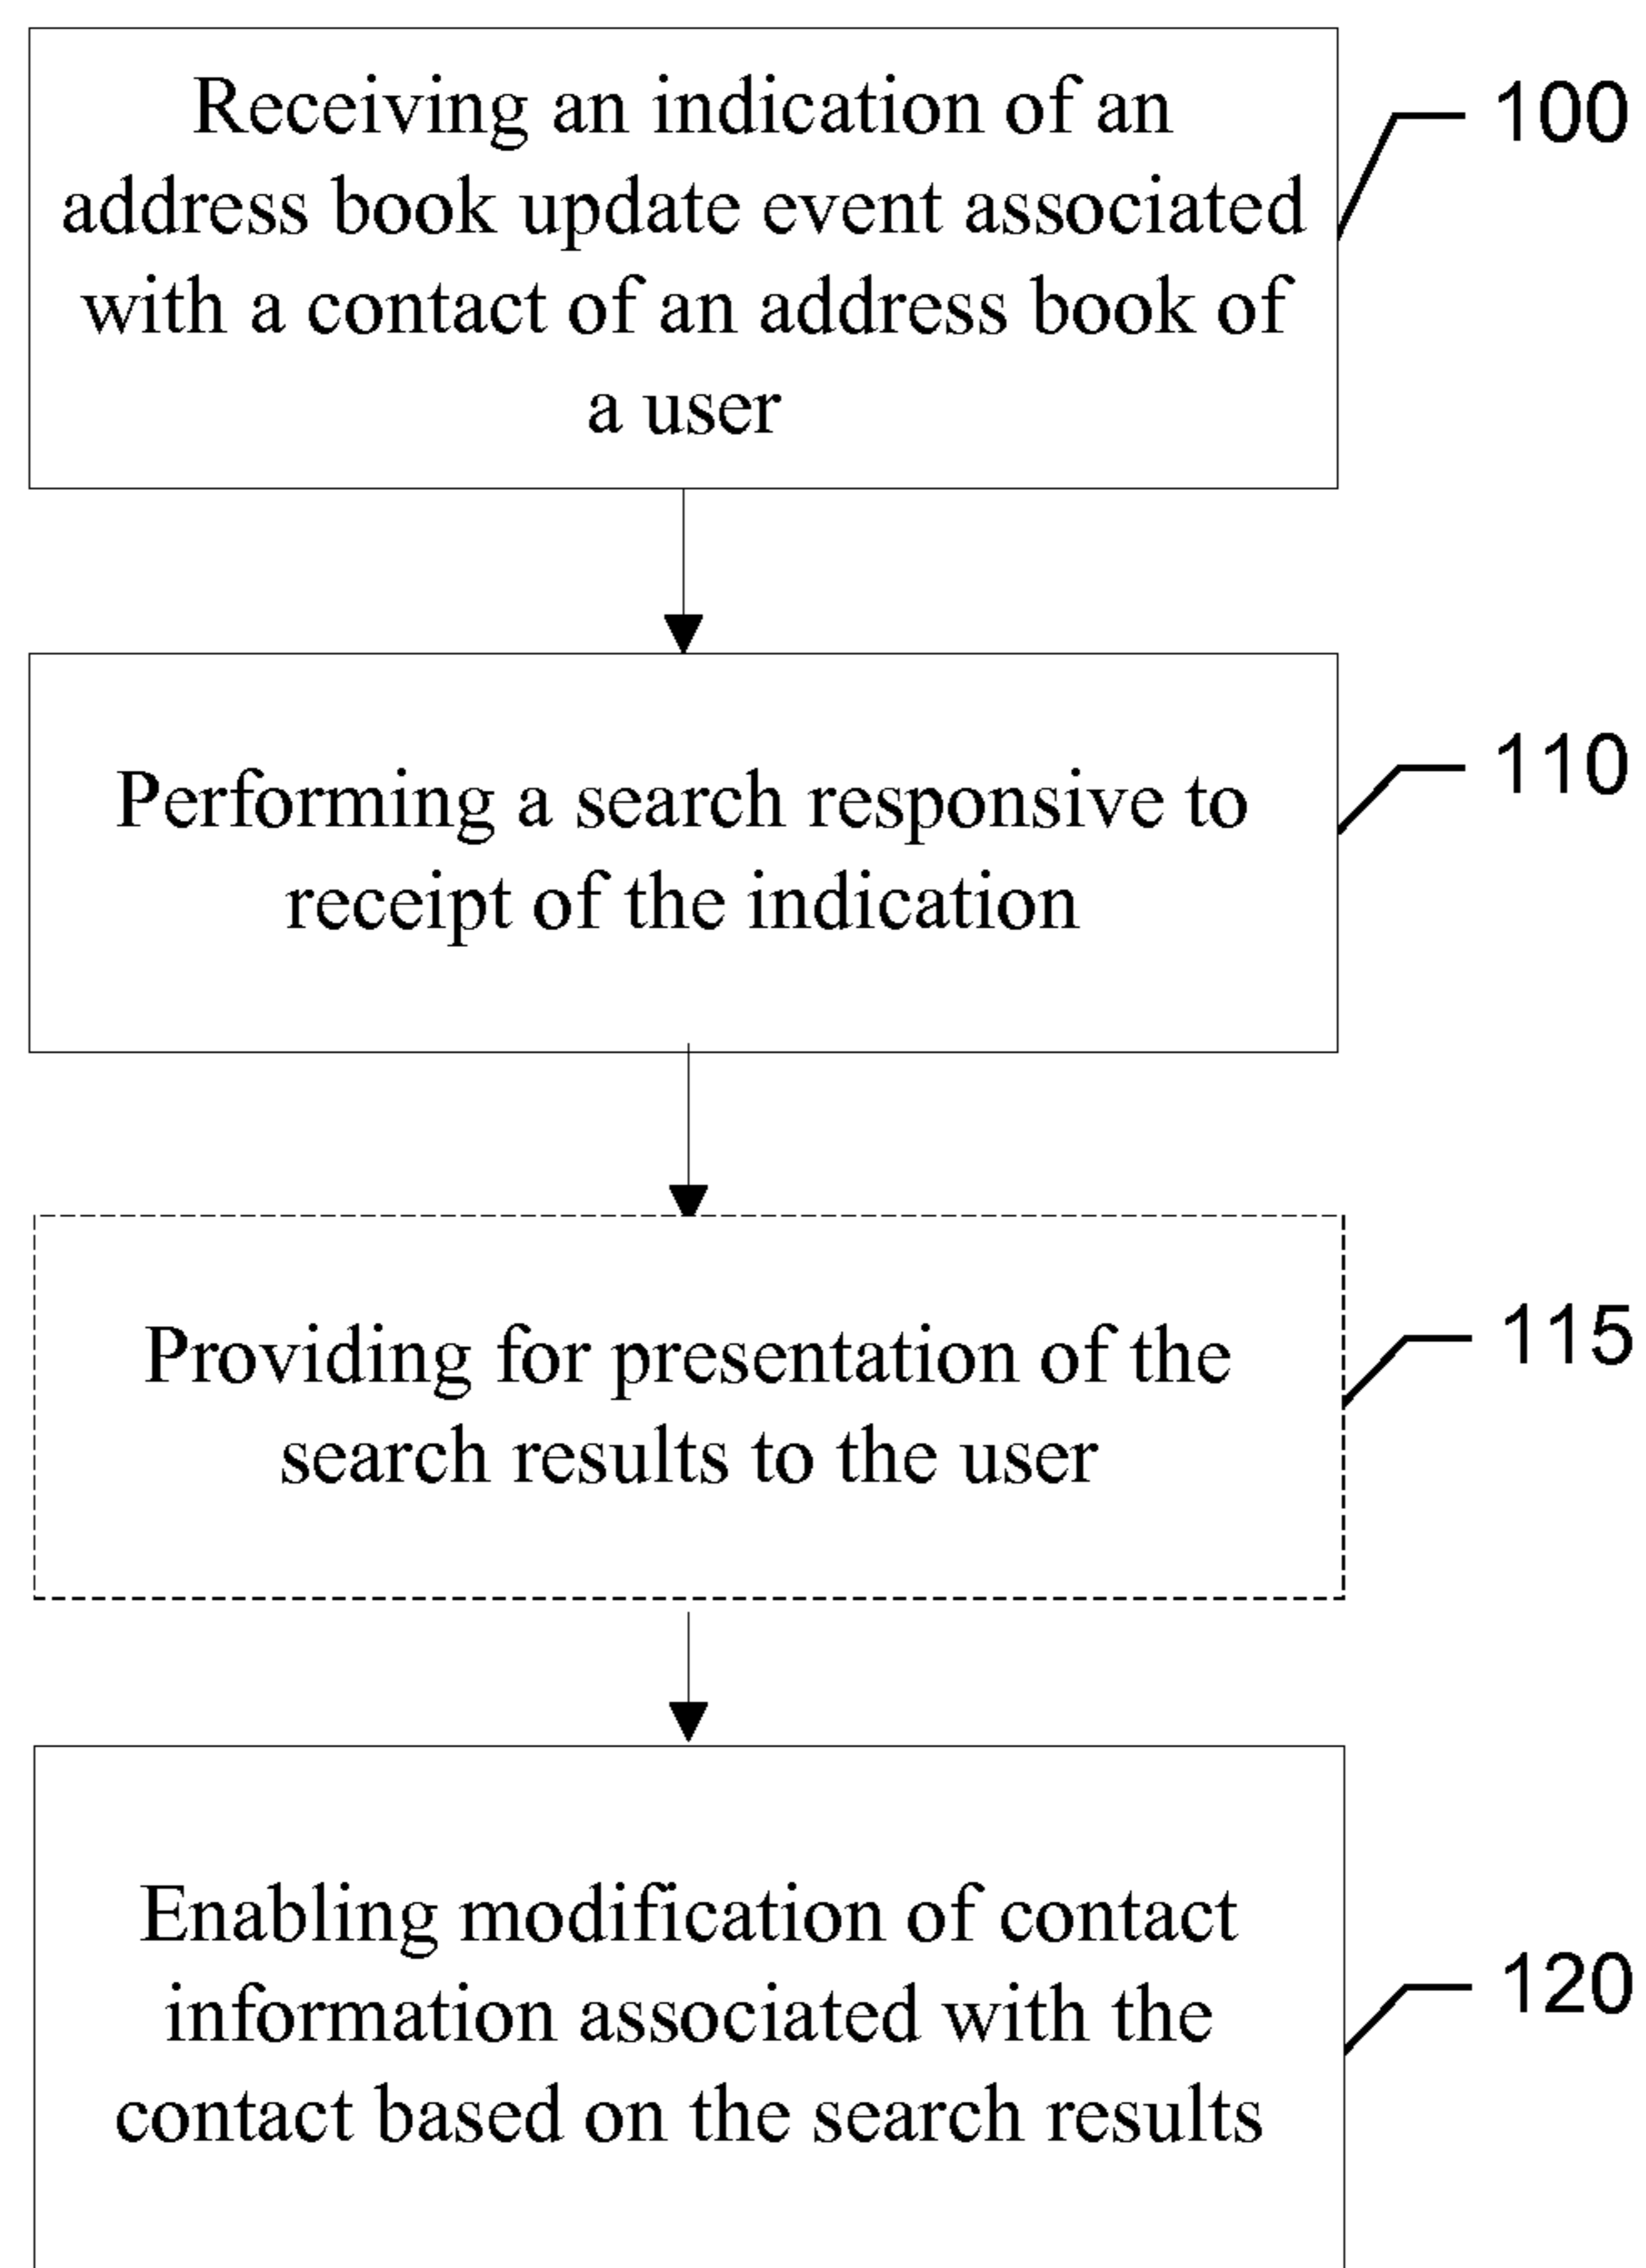 Receiving an indication of an
address book update event associated
with a contact of an address book of
a user
100
Performing a search responsive to
receipt of the indication
110
Providing for presentation of the
search results to the user
115
Enabling modification of contact
information associated with the
contact based on the search results
120